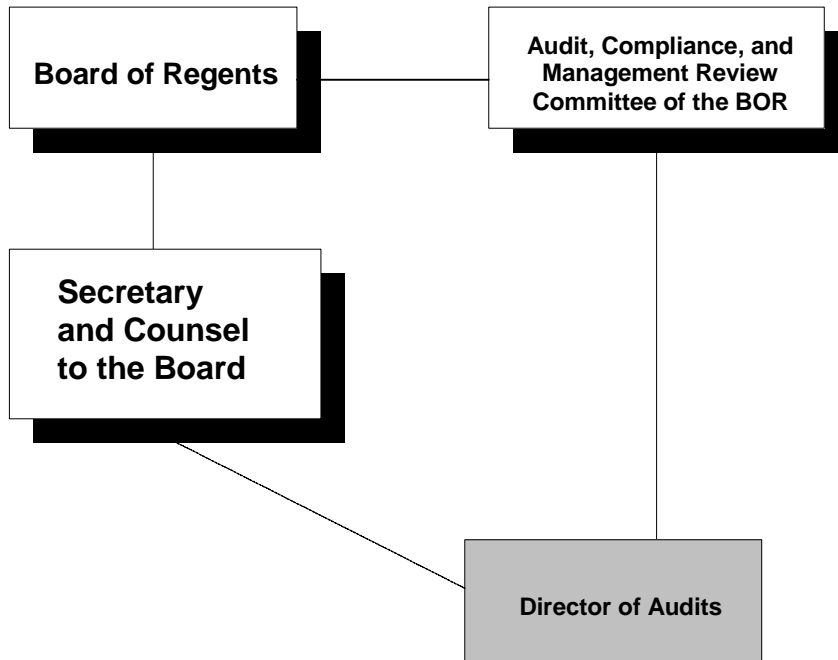 Board of Regents
Audit, Compliance, and
Management Review
Committee of the BOR
Secretary
and Counsel
to the Board
Director of Audits